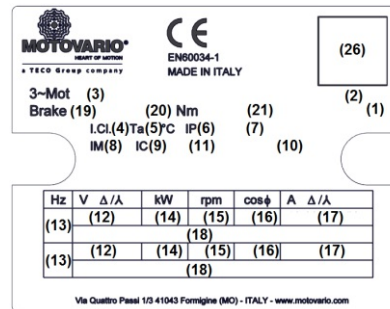 MOTOVARIO®
HEART OF MOTION
a TECO Group company
CE
EN60034-1
MADE IN ITALY
(26)
3~Mot (3)
(2)
Brake (19) (20) Nm (21) (1)
I.Cl.(4)Ta(5)°C IP(6) (7)
IM(8) IC(9) (11) (10)
Hz V Δ/⅄ kW rpm cosϕ A Δ/⅄
(13) (12) (14) (15) (16) (17)
(18)
(13) (12) (14) (15) (16) (17)
(18)
Via Quattro Passi 1/3 41043 Formigine (MO) - ITALY - www.motovario.com